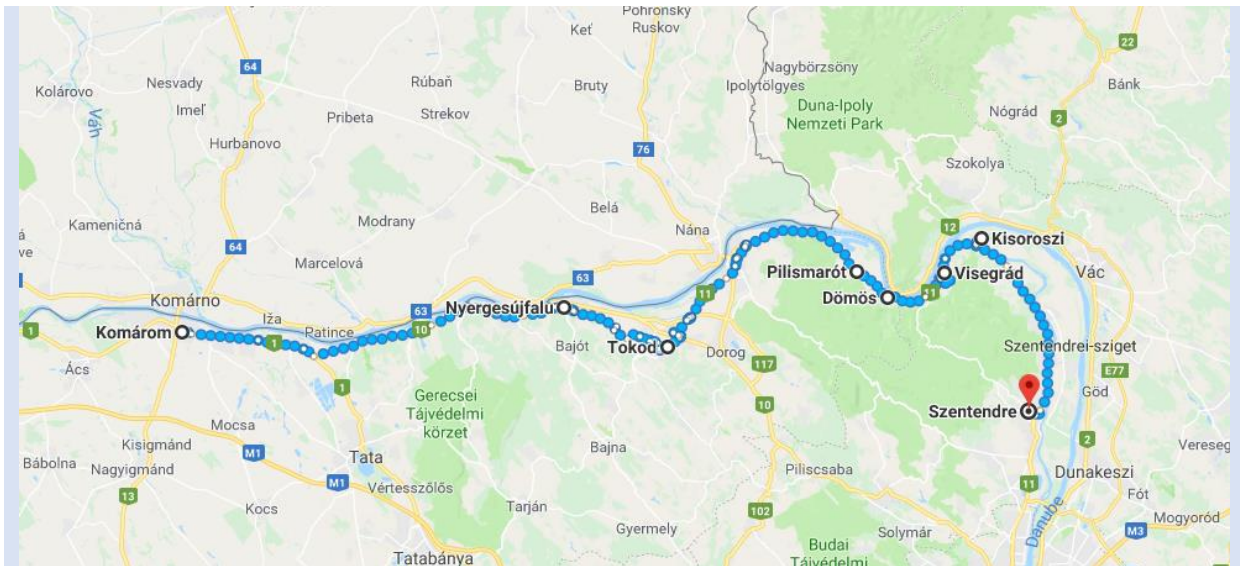 Pohronský
Ruskov
Keť
22
64
Nesvady
Kolárovo
Rúbaň
Bruty
Nagybörzsöny
Ipolytölgyes
Bánk
Imeľ
Pribeta
Strekov
Duna-Ipoly
Nemzeti Park
Nógrád
2
Váh
Hurbanovo
76
Szokolya
Belá
Kameničná
Modrany
Nána
12
Kisoroszi
64
Marcelová
63
Pilismarót
Visegrád
Vác
Komárno
Iža
63
11
Dömös
11
Nyergesújfalu
Patince
10
1
Komárom
1
Bajót
Tokod
Dorog
Szentendrei-sziget
Ács
117
E77
1
Göd
Gerecsei
Tájvédelmi
körzet
10
Szentendre
Mocsa
Kisigmánd
M1
Bajna
2
Vereseg
Bábolna
Nagyigmánd
Tata
Piliscsaba
Dunakeszi
M1
Vértesszőlős
11
13
Kocs
Tarján
102
Fót
Mogyoród
Gyermely
Solymár
Danube
M3
Tatabánya
Budai
Tájvédelmi